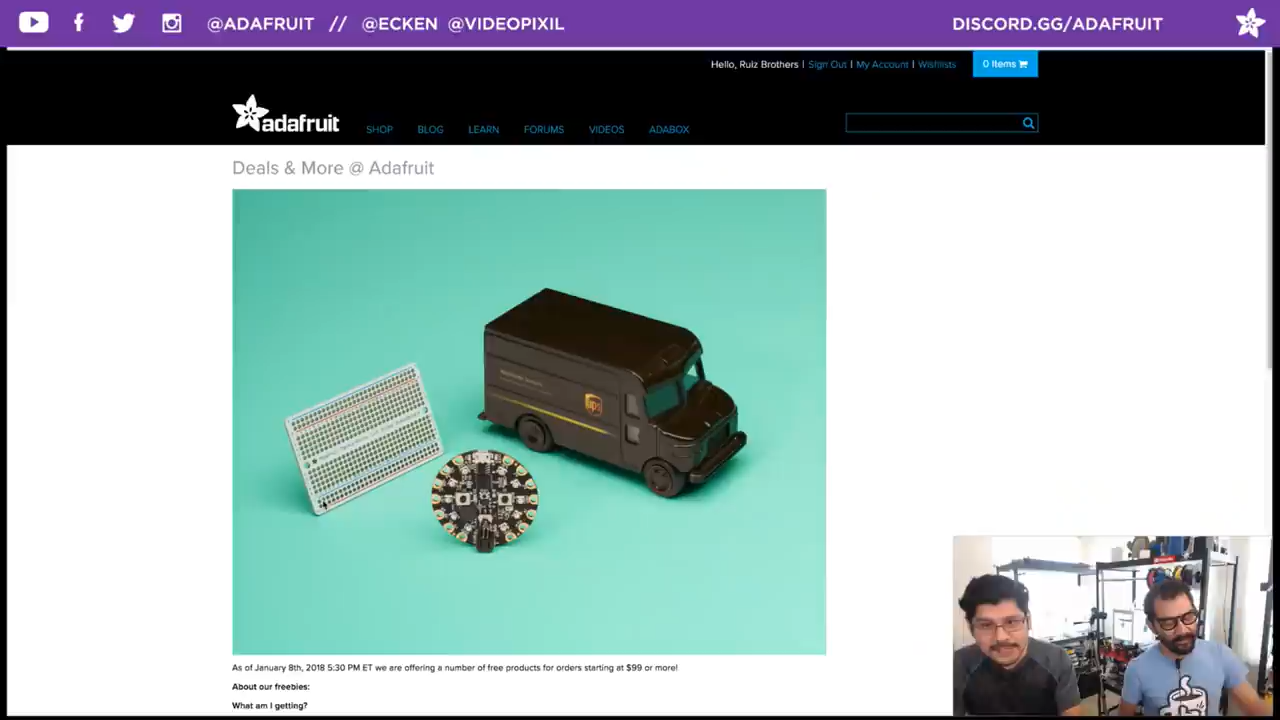 @ADAFRUIT // @ECKEN @VIDEOPIXIL
DISCORD.GG/ADAFRUIT
Hello, Ruiz Brothers | Sign Out | My Account | Wishlists
0 Items
adafruit
SHOP BLOG LEARN FORUMS VIDEOS ADABOX
Deals & More @ Adafruit
ups
As of January 8th, 2018 5:30 PM ET we are offering a number of free products for orders starting at $99 or more!
About our freebies:
What am I getting?